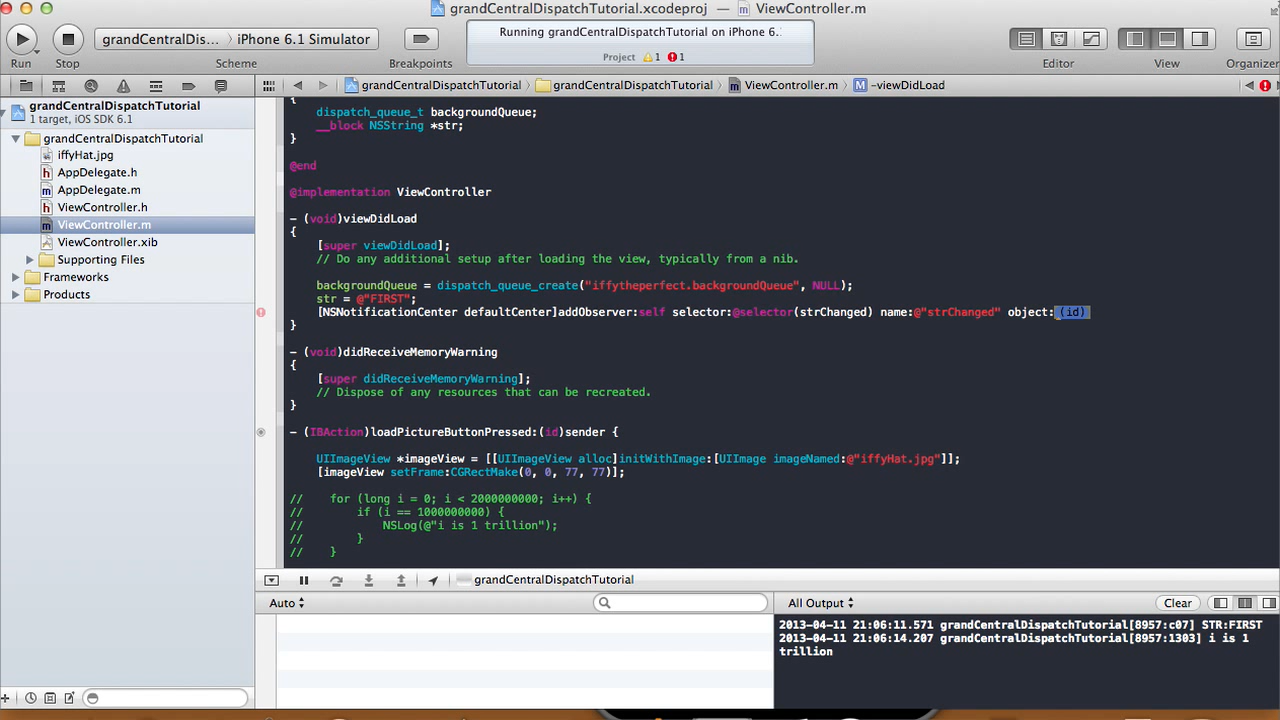 grandCentralDispatchTutorial.xcodeproj — ViewController.m
grandCentralDis... iPhone 6.1 Simulator
Running grandCentralDispatchTutorial on iPhone 6.
Project 1 1
Run Stop Scheme Breakpoints Editor View Organizer
grandCentralDispatchTutorial grandCentralDispatchTutorial ViewController.m -viewDidLoad
grandCentralDispatchTutorial
1 target, iOS SDK 6.1
grandCentralDispatchTutorial
iffyHat.jpg
AppDelegate.h
AppDelegate.m
ViewController.h
ViewController.m
ViewController.xib
Supporting Files
Frameworks
Products
{
dispatch_queue_t backgroundQueue;
__block NSString *str;
}
@end
@implementation ViewController
- (void)viewDidLoad
{
[super viewDidLoad];
// Do any additional setup after loading the view, typically from a nib.
backgroundQueue = dispatch_queue_create("iffytheperfect.backgroundQueue", NULL);
str = @"FIRST";
[NSNotificationCenter defaultCenter]addObserver:self selector:@selector(strChanged) name:@"strChanged" object:(id)
}
- (void)didReceiveMemoryWarning
{
[super didReceiveMemoryWarning];
// Dispose of any resources that can be recreated.
}
- (IBAction)loadPictureButtonPressed:(id)sender {
UIImageView *imageView = [[UIImageView alloc]initWithImage:[UIImage imageNamed:@"iffyHat.jpg"]];
[imageView setFrame:CGRectMake(0, 0, 77, 77)];
// for (long i = 0; i < 2000000000; i++) {
// if (i == 1000000000) {
// NSLog(@"i is 1 trillion");
// }
// }
grandCentralDispatchTutorial
Auto
All Output Clear
2013-04-11 21:06:11.571 grandCentralDispatchTutorial[8957:c07] STR:FIRST
2013-04-11 21:06:14.207 grandCentralDispatchTutorial[8957:1303] i is 1
trillion